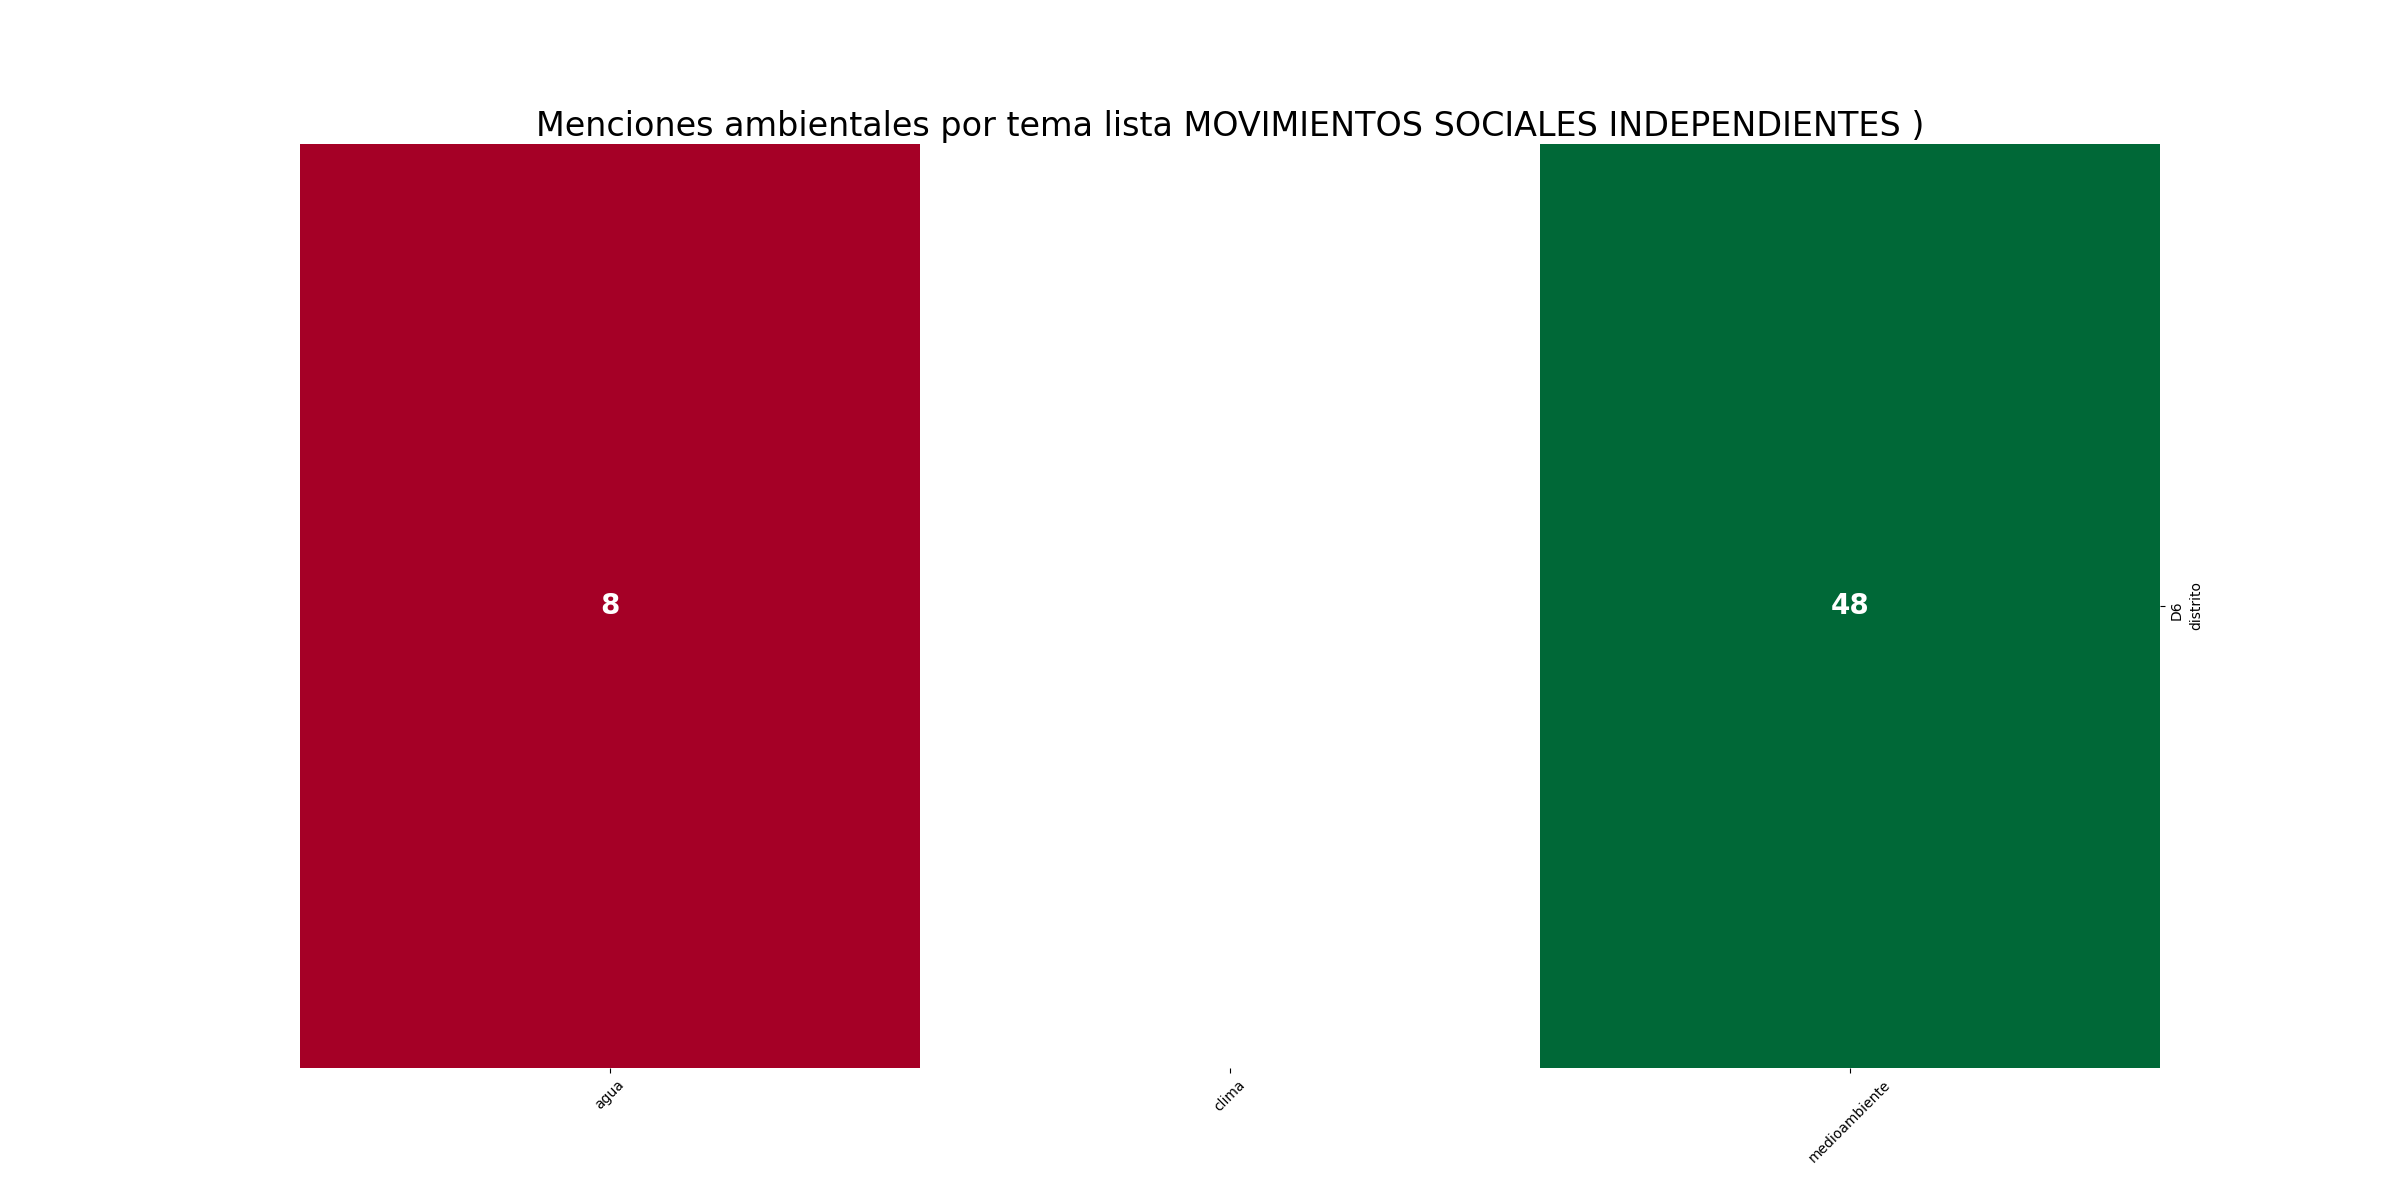 Menciones ambientales por tema lista MOVIMIENTOS SOCIALES INDEPENDIENTES )
8
48
D6
distrito
agua
clima
medioambiente